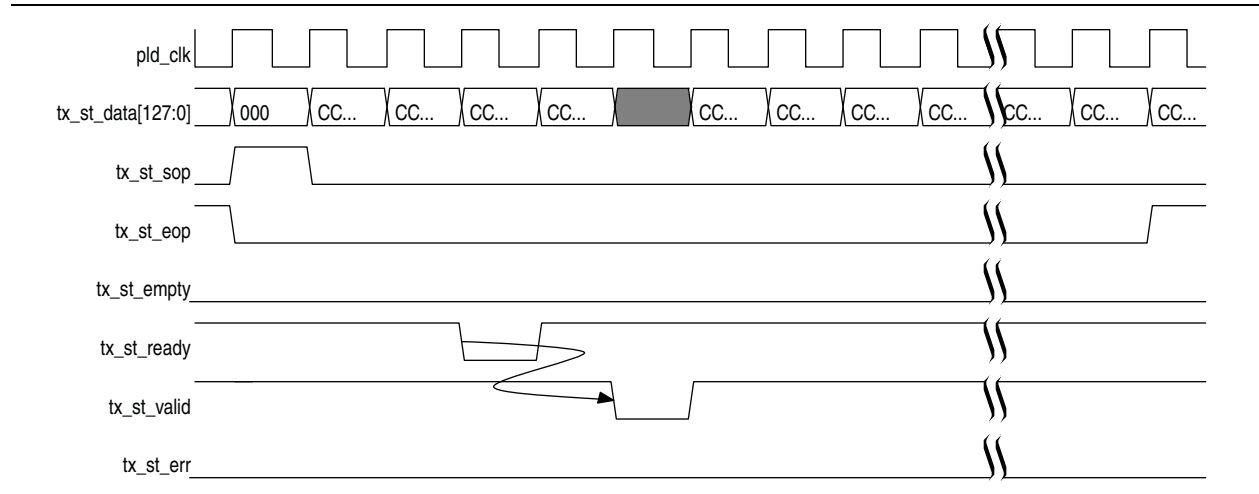 pld_clk
tx_st_data[127:0] 000 CC... CC... CC... CC... CC... CC... CC... CC... CC... CC... CC...
tx_st_sop
tx_st_eop
tx_st_empty
tx_st_ready
tx_st_valid
tx_st_err